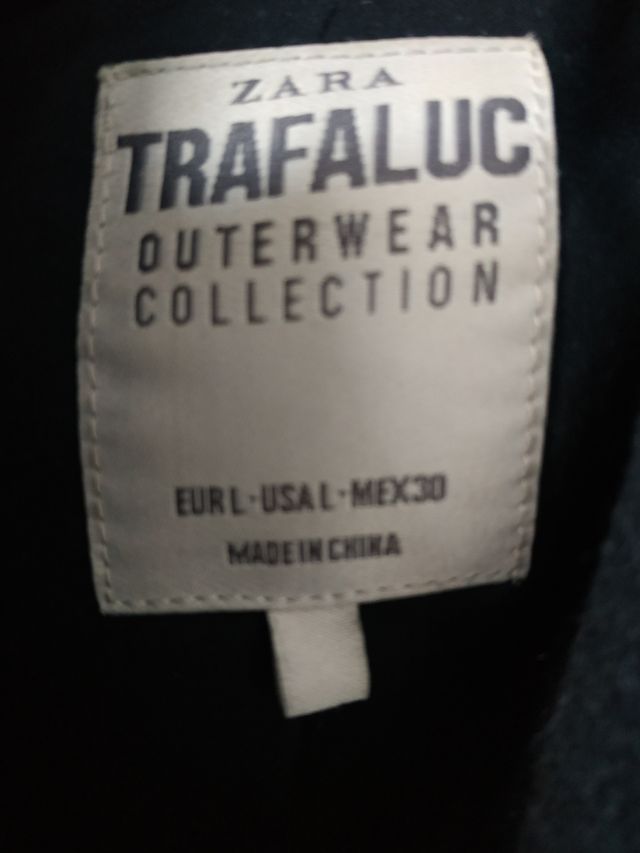 ZARA
TRAFALUC
OUTERWEAR
COLLECTION
EUR L · USA L · MEX 30
MADE IN CHINA